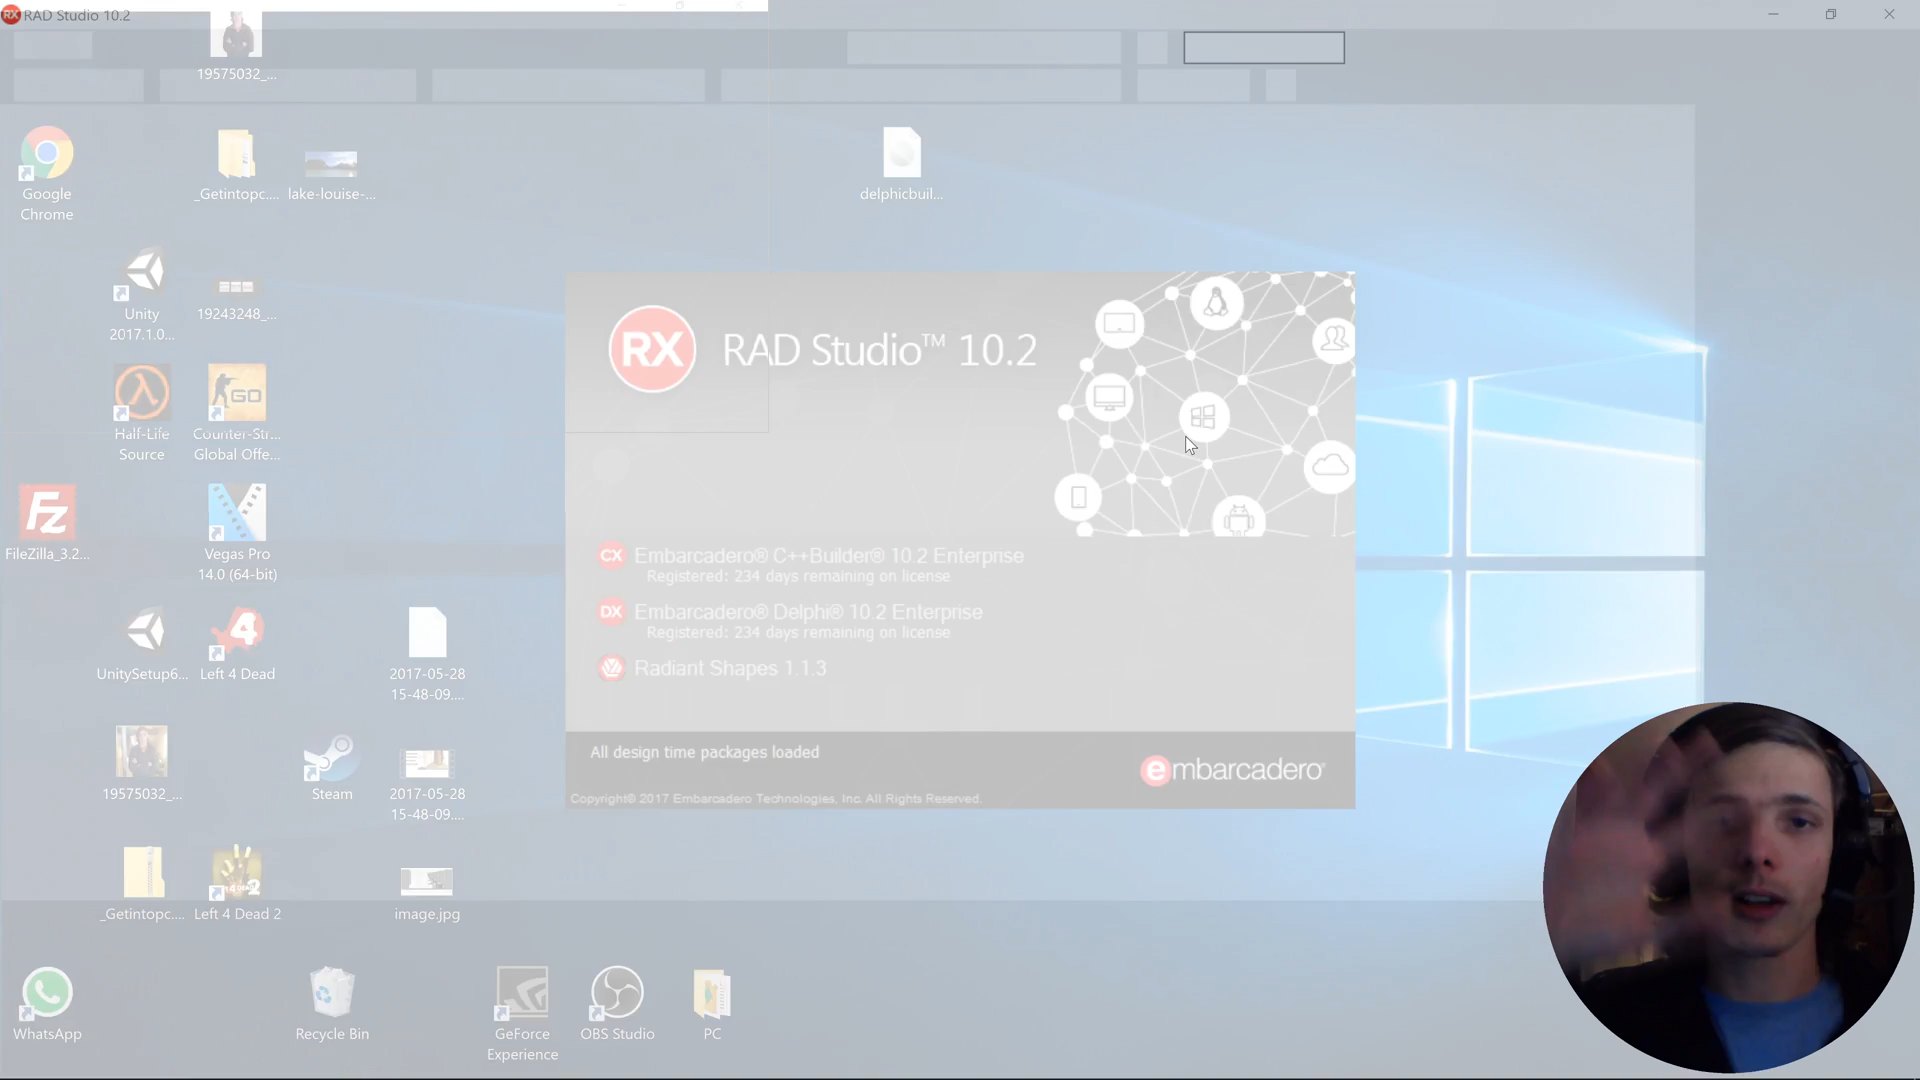 RAD Studio 10.2
19575032_...
Google
Chrome
_Getintopc....
lake-louise-...
delphicbuil...
Unity
2017.1.0...
19243248_...
GO
Half-Life
Source
Counter-Str...
Global Offe...
RX
RAD Studio™ 10.2
CX Embarcadero® C++Builder® 10.2 Enterprise
Registered: 234 days remaining on license
DX Embarcadero® Delphi® 10.2 Enterprise
Registered: 234 days remaining on license
Radiant Shapes 1.1.3
All design time packages loaded
embarcadero®
Copyright© 2017 Embarcadero Technologies, Inc. All Rights Reserved.
Fz
FileZilla_3.2...
Vegas Pro
14.0 (64-bit)
UnitySetup6...
4
Left 4 Dead
2017-05-28
15-48-09....
19575032_...
Steam
2017-05-28
15-48-09....
_Getintopc....
Left 4 Dead 2
image.jpg
WhatsApp
Recycle Bin
GeForce
Experience
OBS Studio
PC